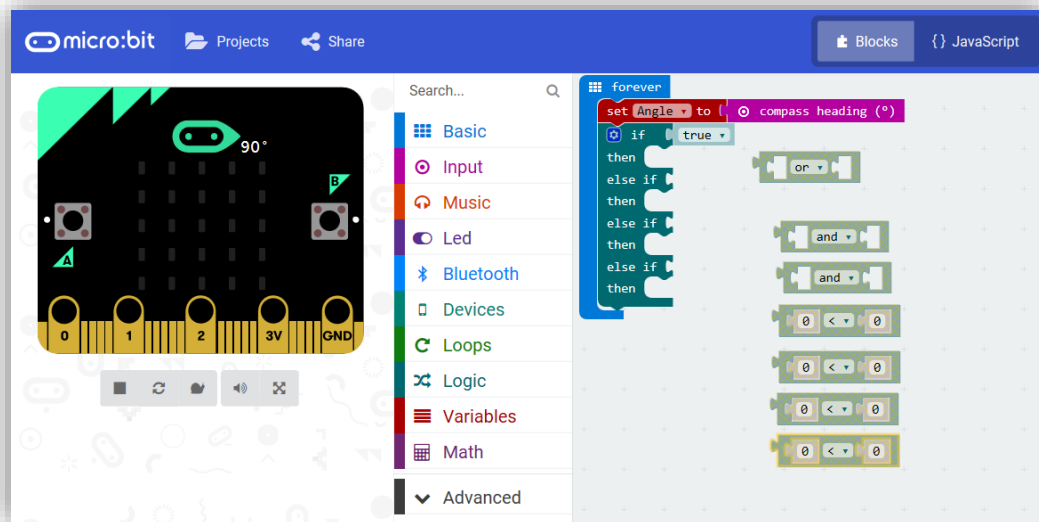 micro:bit Projects Share Blocks {} JavaScript
90°
B
A
0 1 2 3V GND
Search...
Basic
Input
Music
Led
Bluetooth
Devices
Loops
Logic
Variables
Math
Advanced
forever
set Angle to compass heading (º)
if true
then
else if
then
else if
then
else if
then
or
and
and
0 < 0
0 < 0
0 < 0
0 < 0